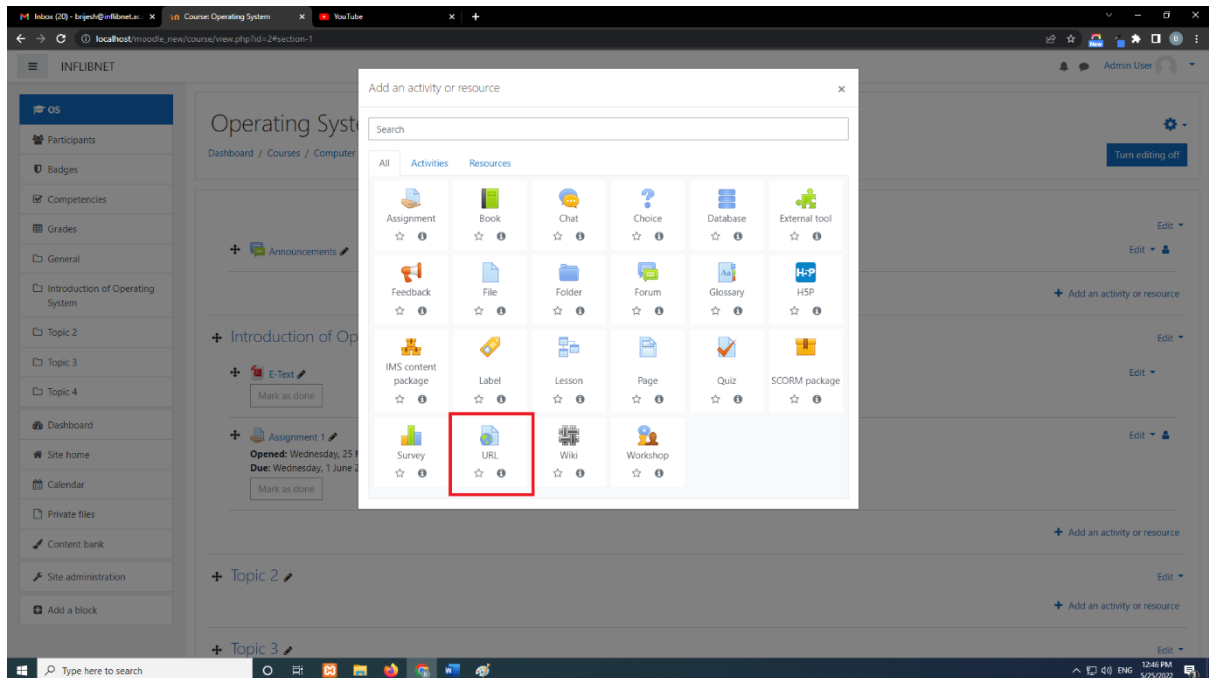 Inbox (20) - brijesh@inflibnet.ac. Course: Operating System YouTube
localhost/moodle_new/course/view.php?id=2#section-1 New
INFLIBNET
Admin User
OS
Participants
Badges
Competencies
Grades
General
Introduction of Operating
System
Topic 2
Topic 3
Topic 4
Dashboard
Site home
Calendar
Private files
Content bank
Site administration
Add a block
Operating Syst
Dashboard / Courses / Computer
Turn editing off
Edit
Announcements
Edit
+ Add an activity or resource
Introduction of Op
Edit
E-Text
Edit
Mark as done
Assignment 1
Edit
Opened: Wednesday, 25 M
Due: Wednesday, 1 June 2
Mark as done
+ Add an activity or resource
Topic 2
Edit
+ Add an activity or resource
Topic 3
Edit
Add an activity or resource
Search
All Activities Resources
Assignment Book Chat Choice Database External tool
Feedback File Folder Forum Glossary H5P
IMS content
package Label Lesson Page Quiz SCORM package
Survey URL Wiki Workshop
Type here to search
ENG 12:46 PM
5/25/2022